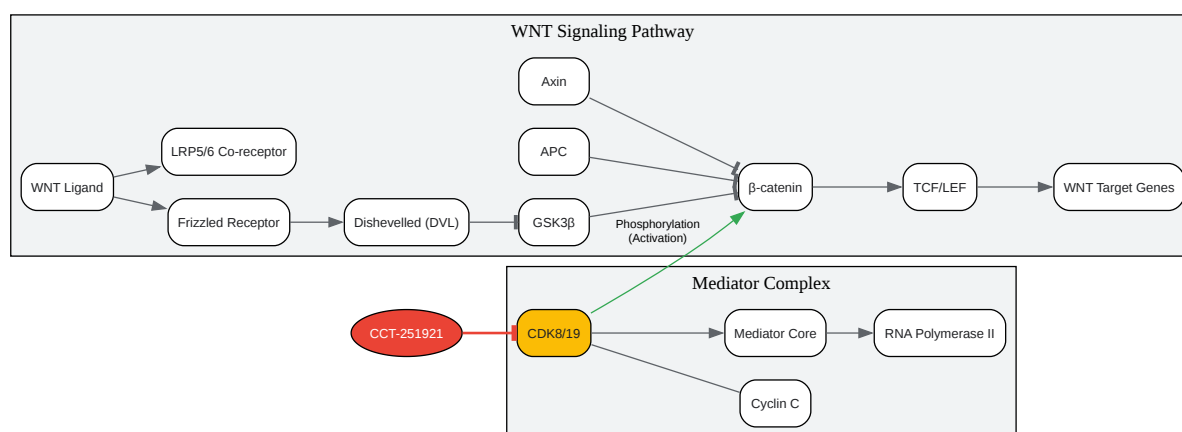 WNT Signaling Pathway
Axin
LRP5/6 Co-receptor
APC
WNT Ligand
β-catenin
TCF/LEF
WNT Target Genes
Frizzled Receptor
Dishevelled (DVL)
GSK3β
Phosphorylation
(Activation)
Mediator Complex
CCT-251921
CDK8/19
Mediator Core
RNA Polymerase II
Cyclin C